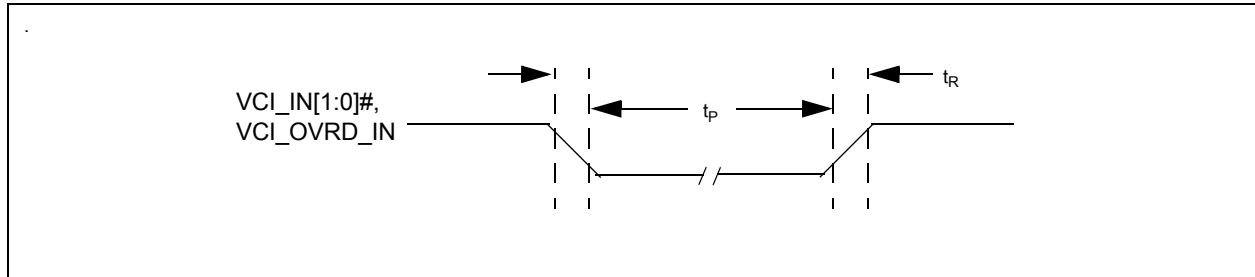 .
VCI_IN[1:0]#,
VCI_OVRD_IN
tP
tR